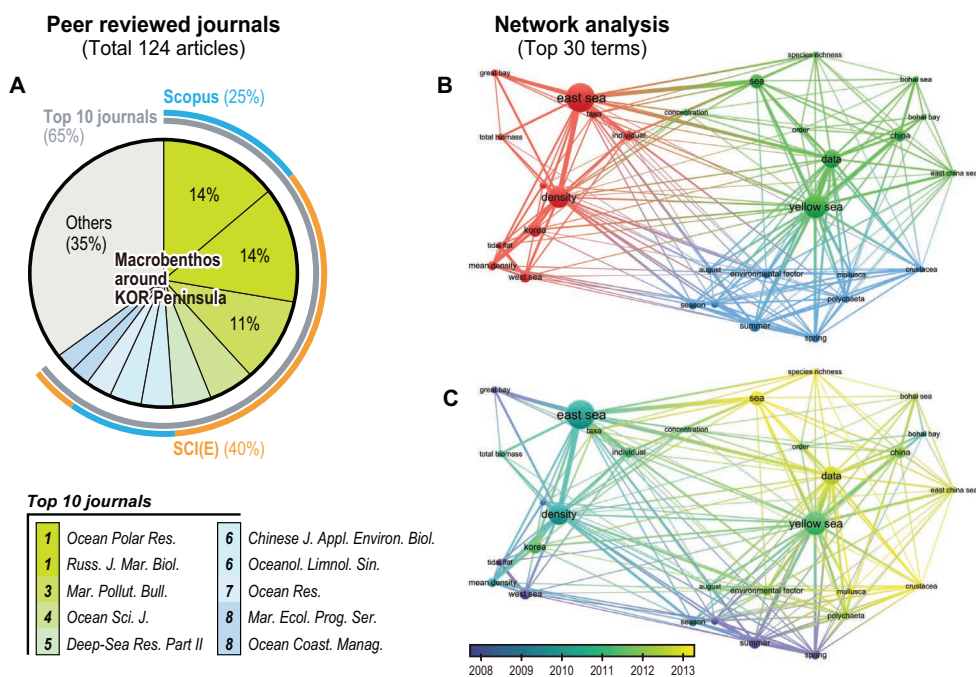 Peer reviewed journals
(Total 124 articles)
A
Scopus (25%)
Top 10 journals
(65%)
14%
14%
11%
Others
(35%)
Macrobenthos
around
KOR Peninsula
SCI(E) (40%)
Top 10 journals
1 Ocean Polar Res.
1 Russ. J. Mar. Biol.
3 Mar. Pollut. Bull.
4 Ocean Sci. J.
5 Deep-Sea Res. Part II
6 Chinese J. Appl. Environ. Biol.
6 Oceanol. Limnol. Sin.
7 Ocean Res.
8 Mar. Ecol. Prog. Ser.
8 Ocean Coast. Manag.
Network analysis
(Top 30 terms)
B
species richness
great bay
sea
bohai sea
east sea
taxa
concentration
bohai bay
total biomass
individual
order
china
data
east china sea
density
yellow sea
korea
tidal flat
mean density
west sea
august
environmental factor
mollusca
crustacea
season
polychaeta
summer
spring
C
species richness
great bay
sea
bohai sea
east sea
taxa
concentration
bohai bay
total biomass
individual
order
china
data
east china sea
density
yellow sea
korea
tidal flat
mean density
west sea
august
environmental factor
mollusca
crustacea
season
polychaeta
summer
spring
2008 2009 2010 2011 2012 2013